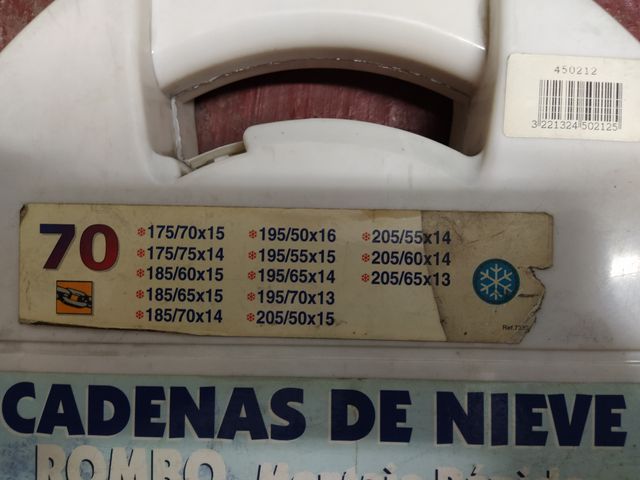 450212
3 221324 502125
70
*175/70x15
*175/75x14
*185/60x15
*185/65x15
*185/70x14
*195/50x16
*195/55x15
*195/65x14
*195/70x13
*205/50x15
*205/55x14
*205/60x14
*205/65x13
CADENAS DE NIEVE
ROMBO